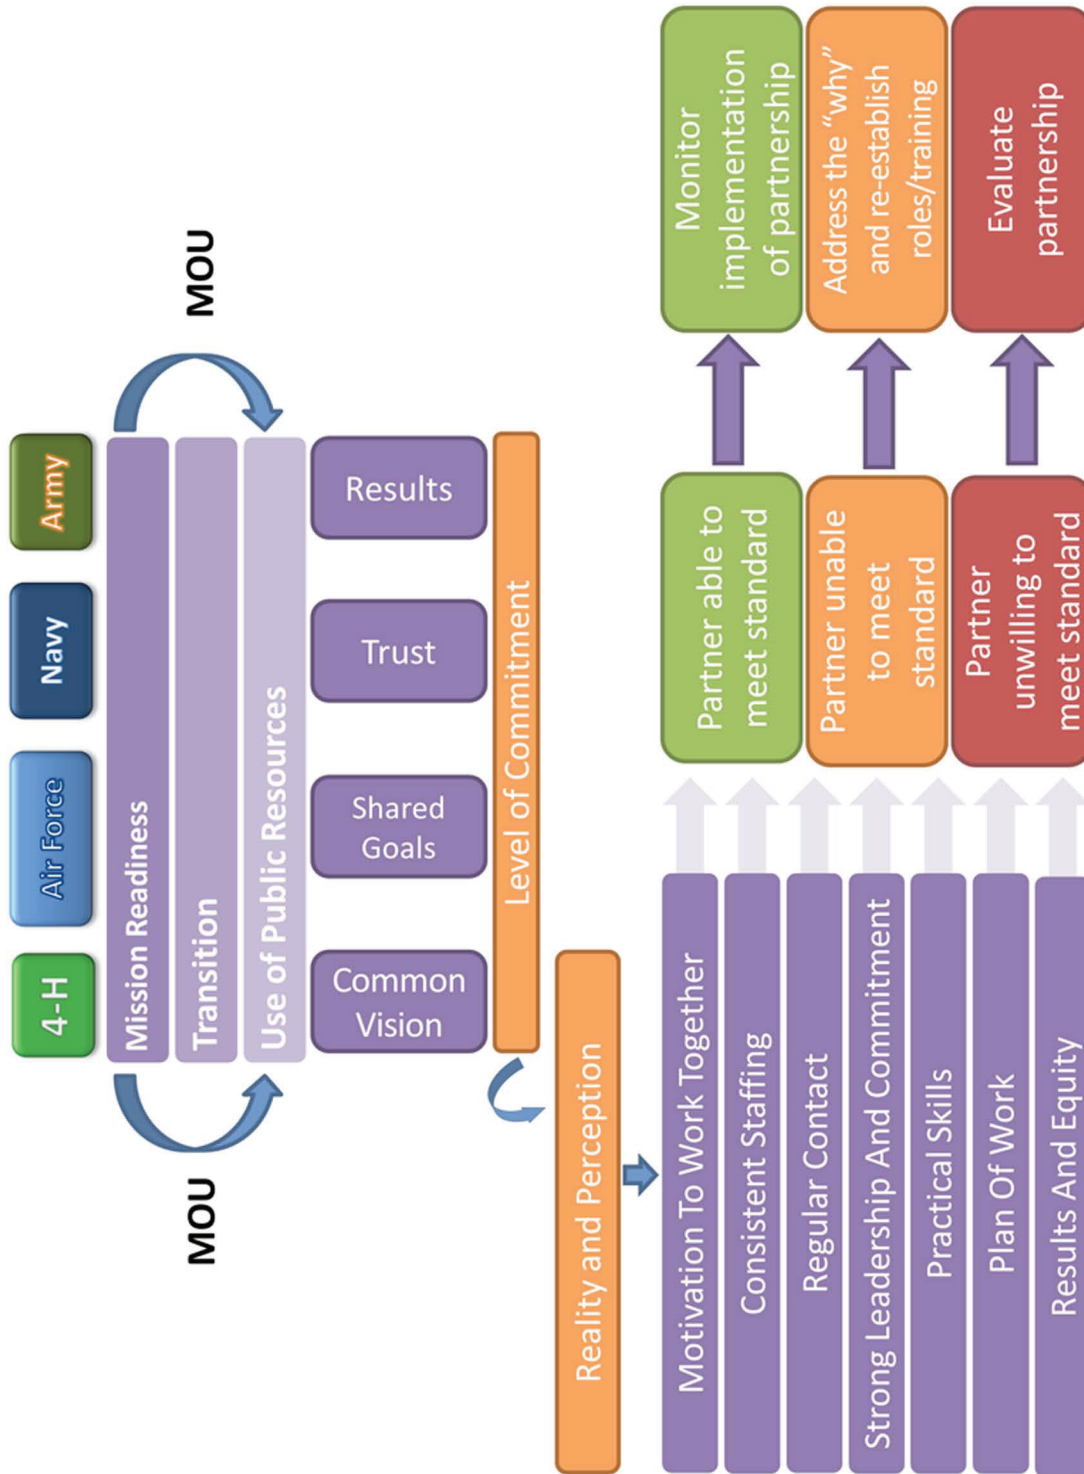 4-H
Air Force
Navy
Army
MOU
Mission Readiness
MOU
Transition
Use of Public Resources
Common
Vision
Shared
Goals
Trust
Results
Level of Commitment
Reality and Perception
Motivation To Work Together
Consistent Staffing
Regular Contact
Strong Leadership And Commitment
Practical Skills
Plan Of Work
Results And Equity
Partner able to
meet standard
Partner unable
to meet
standard
Partner
unwilling to
meet standard
Monitor
implementation
of partnership
Address the “why”
and re-establish
roles/training
Evaluate
partnership